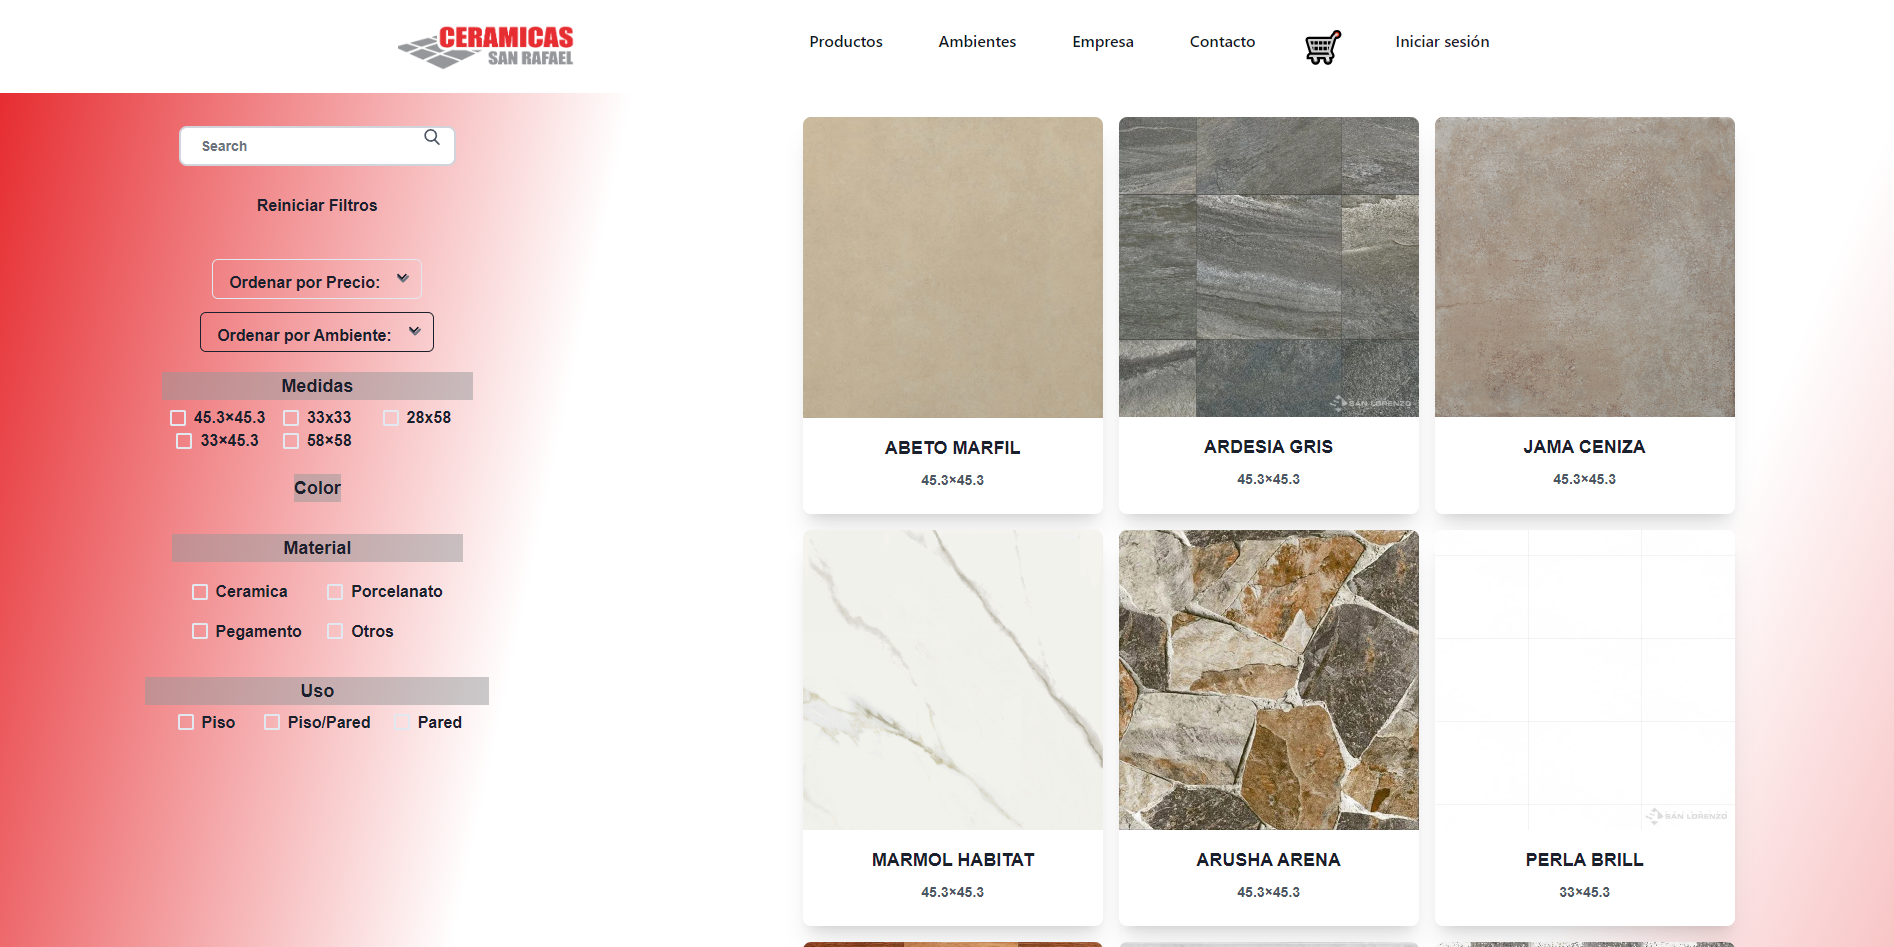 CERAMICAS
SAN RAFAEL
Productos
Ambientes
Empresa
Contacto
Iniciar sesión
Search
Reiniciar Filtros
Ordenar por Precio:
Ordenar por Ambiente:
Medidas
45.3×45.3
33x33
28x58
33×45.3
58×58
Color
Material
Ceramica
Porcelanato
Pegamento
Otros
Uso
Piso
Piso/Pared
Pared
SAN LORENZO
ABETO MARFIL
45.3×45.3
ARDESIA GRIS
45.3×45.3
JAMA CENIZA
45.3×45.3
SAN LORENZO
MARMOL HABITAT
45.3×45.3
ARUSHA ARENA
45.3×45.3
PERLA BRILL
33×45.3